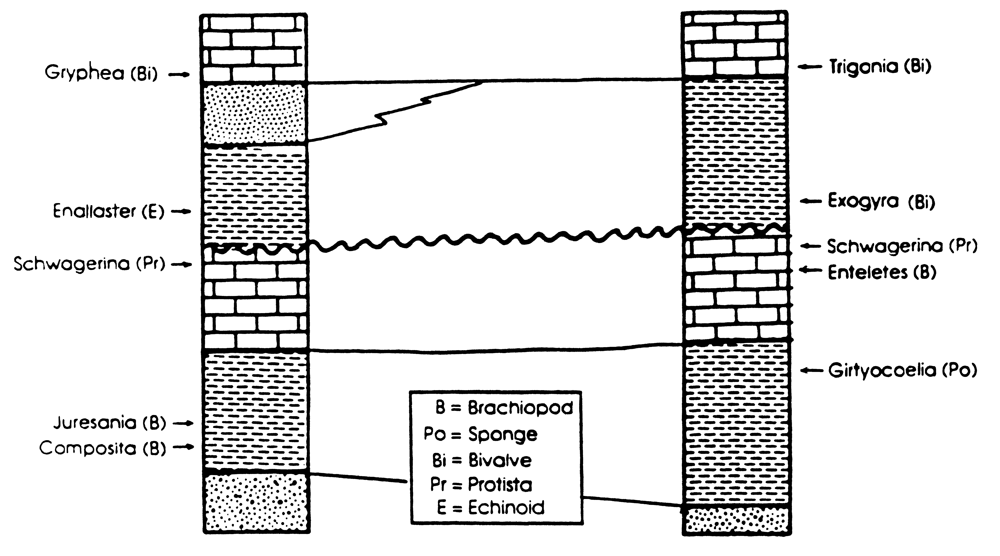 Gryphea (Bi)
Enallaster (E)
Schwagerina (Pr)
Juresania (B)
Composita (B)
B = Brachiopod
Po = Sponge
Bi = Bivalve
Pr = Protista
E = Echinoid
Trigonia (Bi)
Exogyra (Bi)
Schwagerina (Pr)
Enteletes (B)
Girtyocoelia (Po)